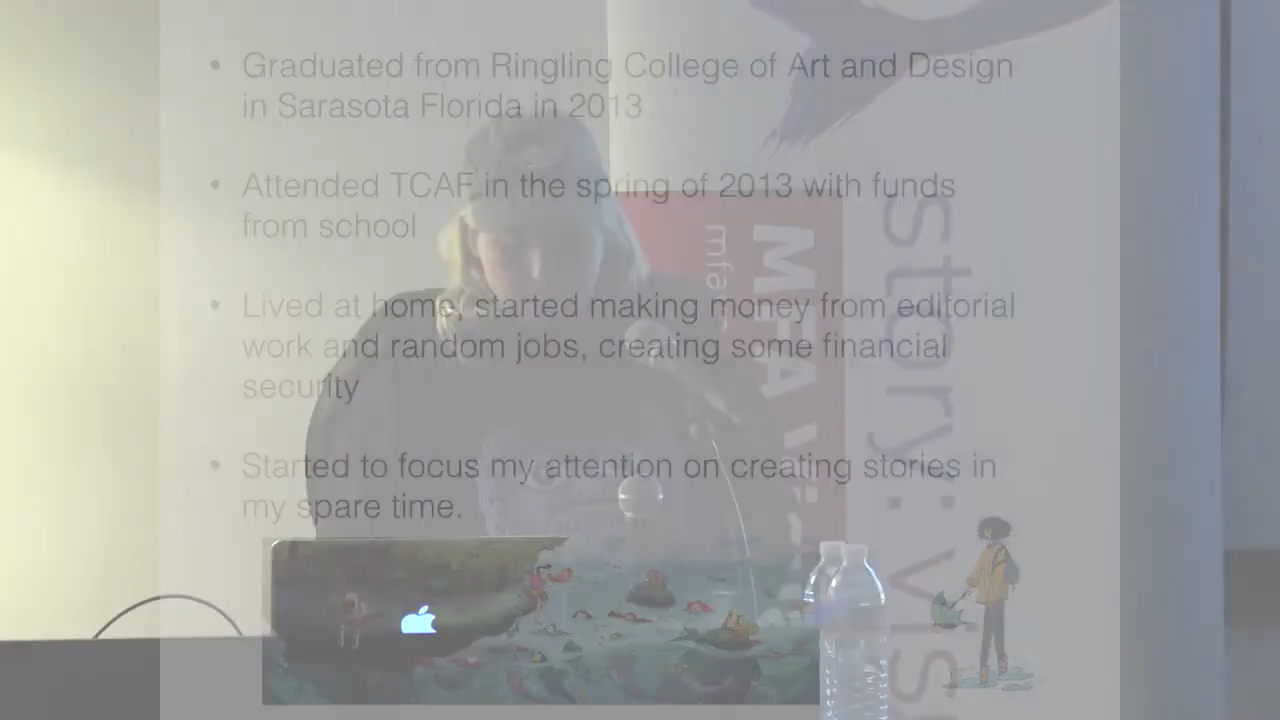 • Graduated from Ringling College of Art and Design
in Sarasota Florida in 2013
• Attended TCAF in the spring of 2013 with funds
from school
• Lived at home, started making money from editorial
work and random jobs, creating some financial
security
• Started to focus my attention on creating stories in
my spare time.
MFA
story: